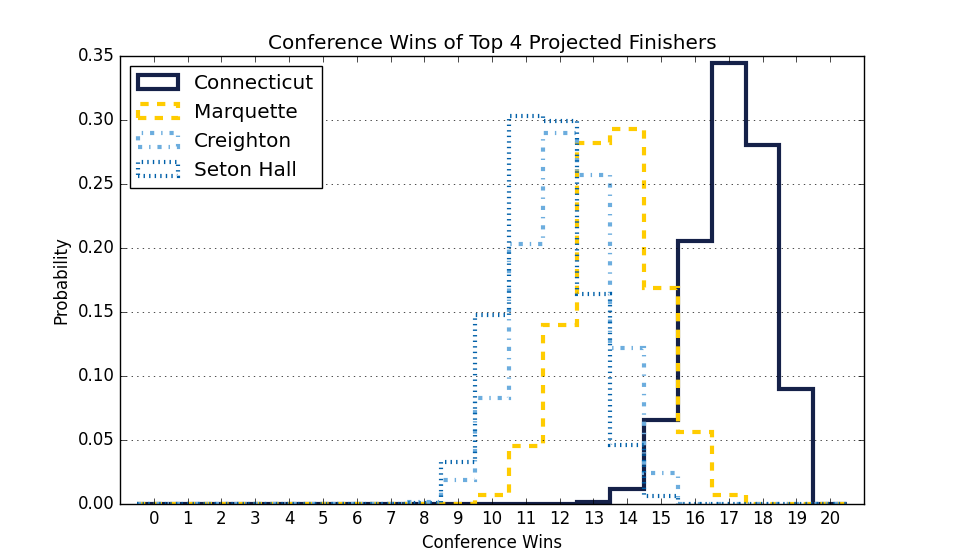 Conference Wins of Top 4 Projected Finishers
Connecticut
Marquette
Creighton
Seton Hall
Probability
0.35
0.30
0.25
0.20
0.15
0.10
0.05
0.00
0 1 2 3 4 5 6 7 8 9 10 11 12 13 14 15 16 17 18 19 20
Conference Wins